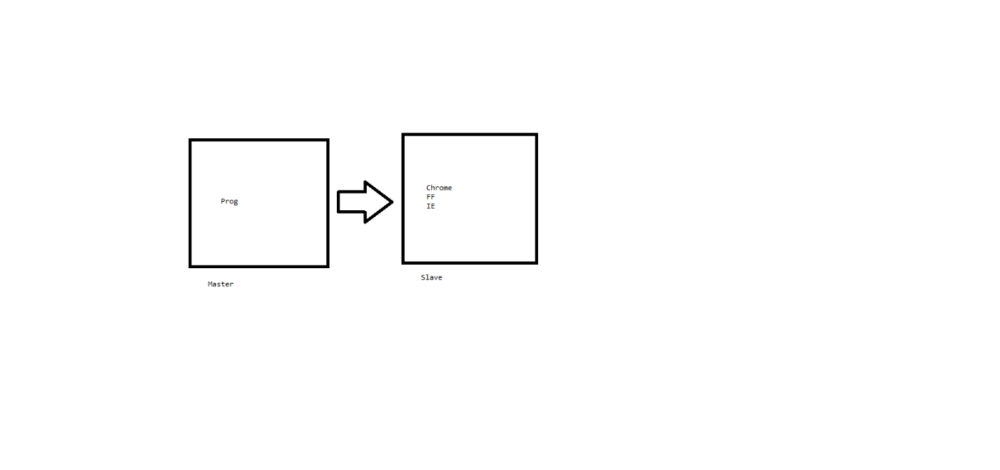 Prog
Master
Chrome
FF
IE
Slave